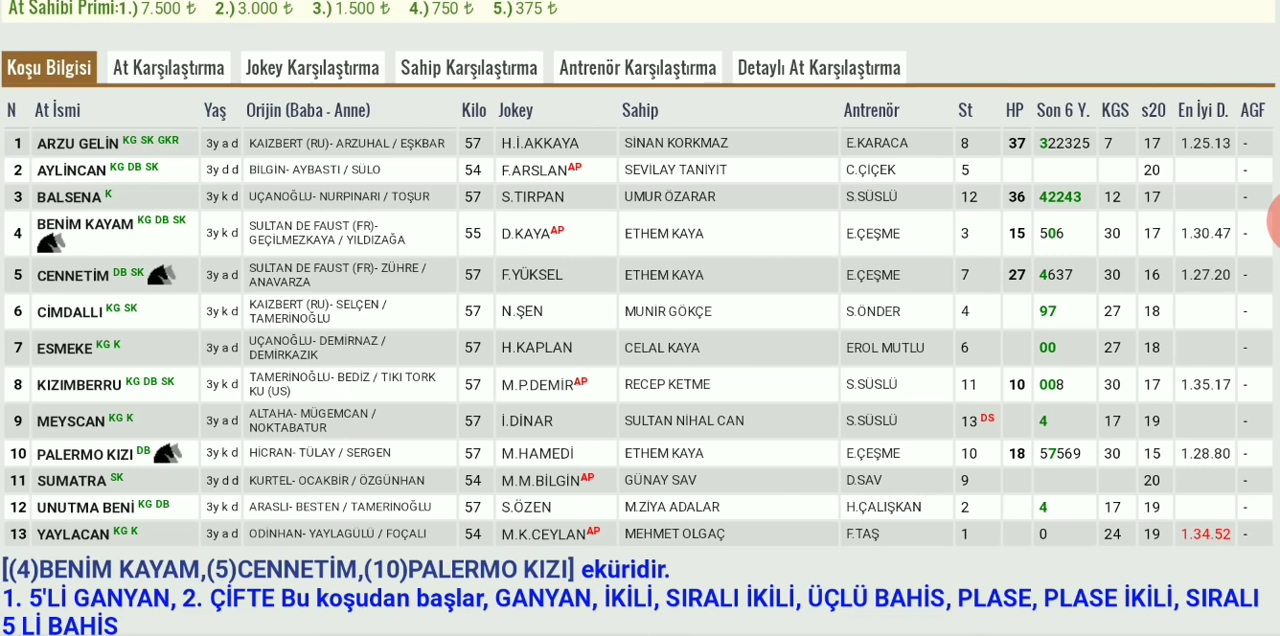 At Sahibi Primi:1.) 7.500 ₺ 2.) 3.000 ₺ 3.) 1.500 ₺ 4.) 750 ₺ 5.) 375 ₺
Koşu Bilgisi At Karşılaştırma Jokey Karşılaştırma Sahip Karşılaştırma Antrenör Karşılaştırma Detaylı At Karşılaştırma
N At İsmi Yaş Orijin (Baba - Anne) Kilo Jokey Sahip Antrenör St HP Son 6 Y. KGS s20 En İyi D. AGF
1 ARZU GELİN KG SK GKR 3y a d KAIZBERT (RU)- ARZUHAL / EŞKBAR 57 H.İ.AKKAYA SİNAN KORKMAZ E.KARACA 8 37 322325 7 17 1.25.13 -
2 AYLİNCAN KG DB SK 3y d d BILGİN- AYBASTI / SÜLO 54 F.ARSLAN AP SEVİLAY TANIYİT C.ÇİÇEK 5 20 -
3 BALSENA K 3y k d UÇANOĞLU- NURPINARI / TOŞUR 57 S.TIRPAN UMUR ÖZARAR S.SÜSLÜ 12 36 42243 12 17 -
4 BENİM KAYAM KG DB SK 3y k d SULTAN DE FAUST (FR)- 55 D.KAYA AP ETHEM KAYA E.ÇEŞME 3 15 506 30 17 1.30.47 -
GEÇİLMEZKAYA / YILDIZAĞA
5 CENNETİM DB SK 3y a d SULTAN DE FAUST (FR)- ZÜHRE / 57 F.YÜKSEL ETHEM KAYA E.ÇEŞME 7 27 4637 30 16 1.27.20 -
ANAVARZA
6 CİMDALLI KG SK 3y k d KAIZBERT (RU)- SELÇEN / 57 N.ŞEN MUNIR GÖKÇE S.ÖNDER 4 97 27 18 -
TAMERİNOĞLU
7 ESMEKE KG K 3y a d UÇANOĞLU- DEMİRNAZ / 57 H.KAPLAN CELAL KAYA EROL MUTLU 6 00 27 18 -
DEMİRKAZIK
8 KIZIMBERRU KG DB SK 3y k d TAMERİNOĞLU- BEDİZ / TIKI TORK 57 M.P.DEMİR AP RECEP KETME S.SÜSLÜ 11 10 008 30 17 1.35.17 -
KU (US)
9 MEYSCAN KG K 3y a d ALTAHA- MÜGEMCAN / 57 İ.DİNAR SULTAN NİHAL CAN S.SÜSLÜ 13 DS 4 17 19 -
NOKTABATUR
10 PALERMO KIZI DB 3y k d HİCRAN- TÜLAY / SERGEN 57 M.HAMEDİ ETHEM KAYA E.ÇEŞME 10 18 57569 30 15 1.28.80 -
11 SUMATRA SK 3y d d KURTEL- OCAKBİR / ÖZGÜNHAN 54 M.M.BİLGİN AP GÜNAY SAV D.SAV 9 20 -
12 UNUTMA BENİ KG DB 3y k d ARASLI- BESTEN / TAMERİNOĞLU 57 S.ÖZEN M.ZIYA ADALAR H.ÇALIŞKAN 2 4 17 19 -
13 YAYLACAN KG K 3y a d ODINHAN- YAYLAGÜLÜ / FOÇALI 54 M.K.CEYLAN AP MEHMET OLGAÇ F.TAŞ 1 0 24 19 1.34.52 -
[(4)BENİM KAYAM,(5)CENNETİM,(10)PALERMO KIZI] eküridir.
1. 5'Lİ GANYAN, 2. ÇİFTE Bu koşudan başlar, GANYAN, İKİLİ, SIRALI İKİLİ, ÜÇLÜ BAHİS, PLASE, PLASE İKİLİ, SIRALI
5 Lİ BAHİS